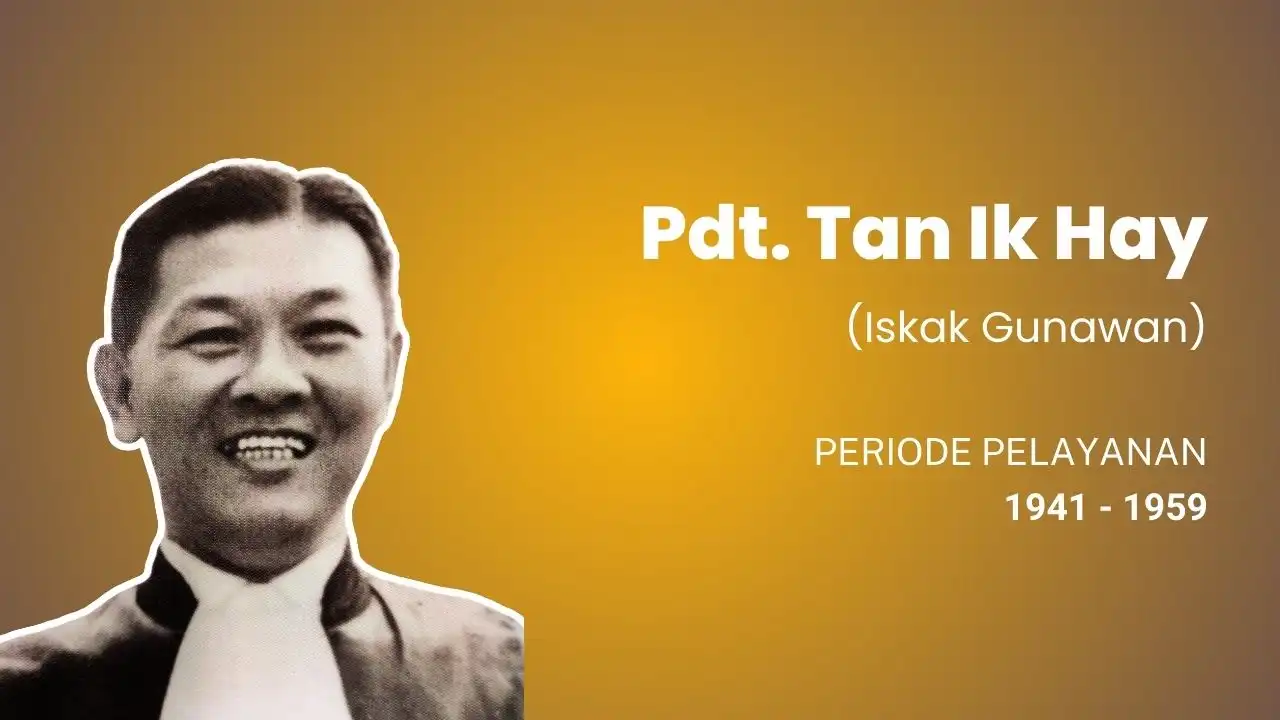 Pdt. Tan Ik Hay
(Iskak Gunawan)
PERIODE PELAYANAN
1941 - 1959